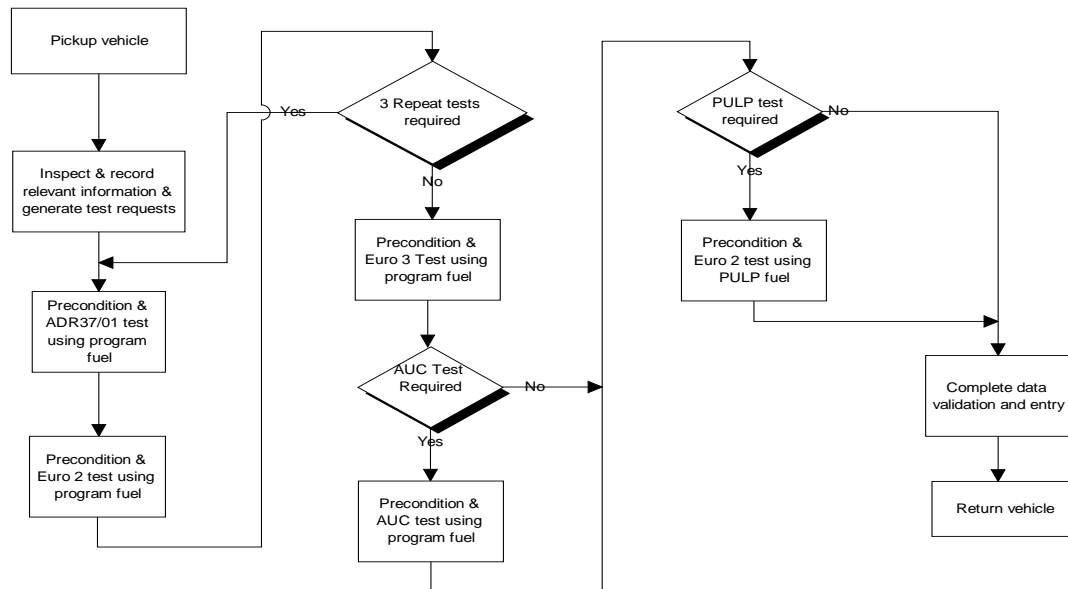 Pickup vehicle
Inspect & record
relevant information &
generate test requests
Precondition &
ADR37/01 test
using program
fuel
Precondition &
Euro 2 test using
program fuel
3 Repeat tests
required
Yes
No
Precondition &
Euro 3 Test using
program fuel
AUC Test
Required
No
Yes
Precondition &
AUC test using
program fuel
PULP test
required
No
Yes
Precondition &
Euro 2 test using
PULP fuel
Complete data
validation and entry
Return vehicle